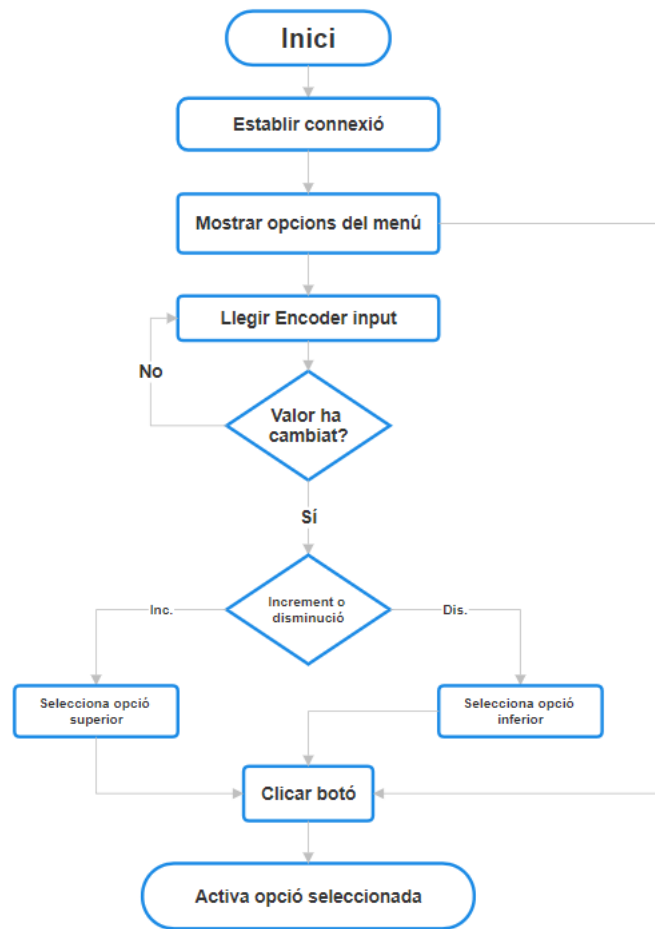 Inici
Establir connexió
Mostrar opcions del menú
Llegir Encoder input
No
Valor ha
cambiat?
Sí
Increment o
disminució
Inc.
Dis.
Selecciona opció
superior
Selecciona opció
inferior
Clicar botó
Activa opció seleccionada